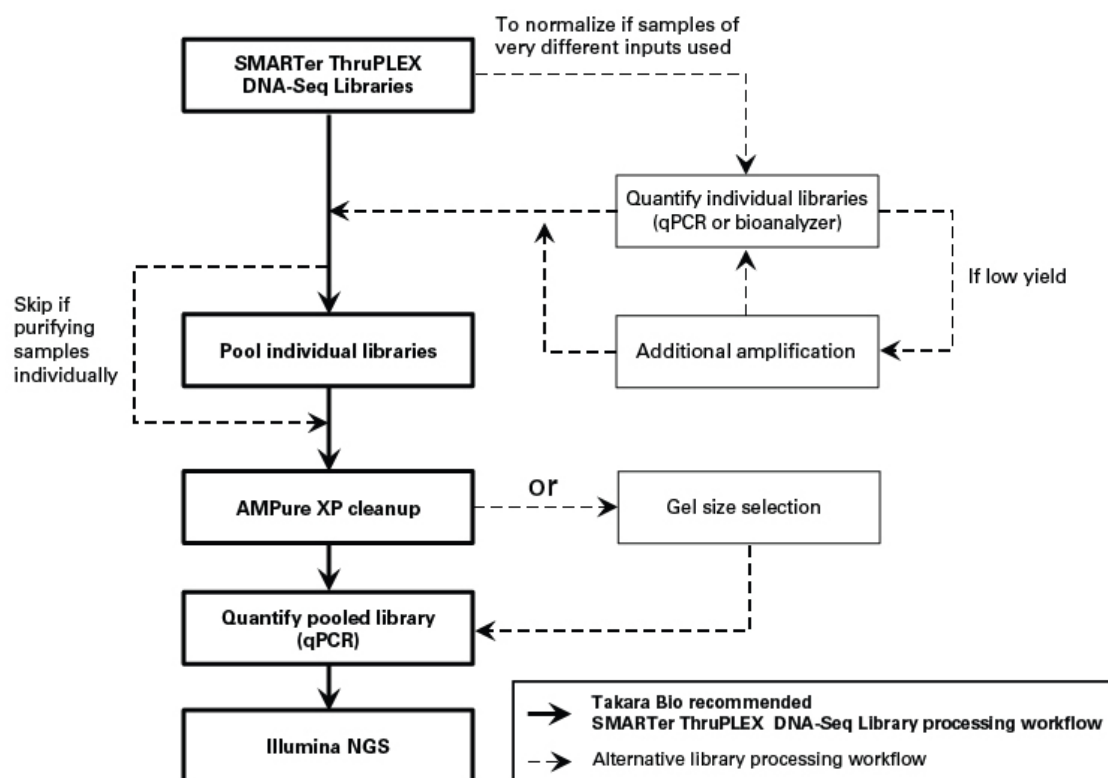 To normalize if samples of
very different inputs used
SMARTer ThruPLEX
DNA-Seq Libraries
Quantify individual libraries
(qPCR or bioanalyzer)
If low yield
Skip if
purifying
samples
individually
Pool individual libraries
Additional amplification
or
AMPure XP cleanup
Gel size selection
Quantify pooled library
(qPCR)
Takara Bio recommended
SMARTer ThruPLEX DNA-Seq Library processing workflow
Illumina NGS
Alternative library processing workflow